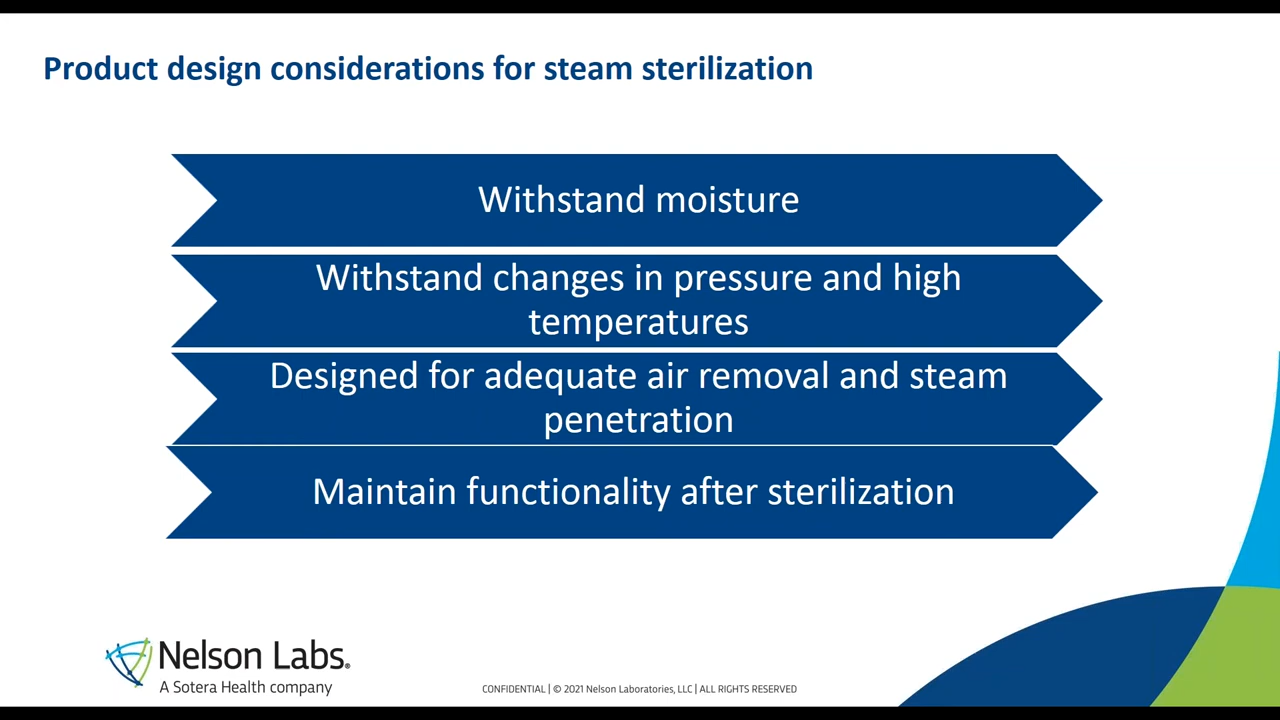 Product design considerations for steam sterilization
Withstand moisture
Withstand changes in pressure and high
temperatures
Designed for adequate air removal and steam
penetration
Maintain functionality after sterilization
Nelson Labs®
A Sotera Health company
CONFIDENTIAL | © 2021 Nelson Laboratories, LLC | ALL RIGHTS RESERVED